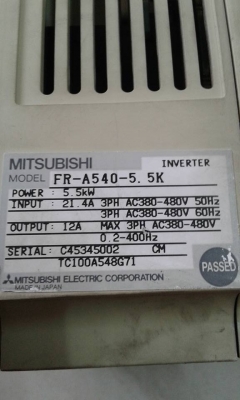 MITSUBISHI INVERTER
MODEL FR-A540-5.5K
POWER : 5.5kW
INPUT : 21.4A 3PH AC380-480V 50Hz
3PH AC380-480V 60Hz
OUTPUT: 12A MAX 3PH AC380-480V
0.2-400Hz
SERIAL: C45345002 CM
TC100A548G71
PASSED
MITSUBISHI ELECTRIC CORPORATION
MADE IN JAPAN